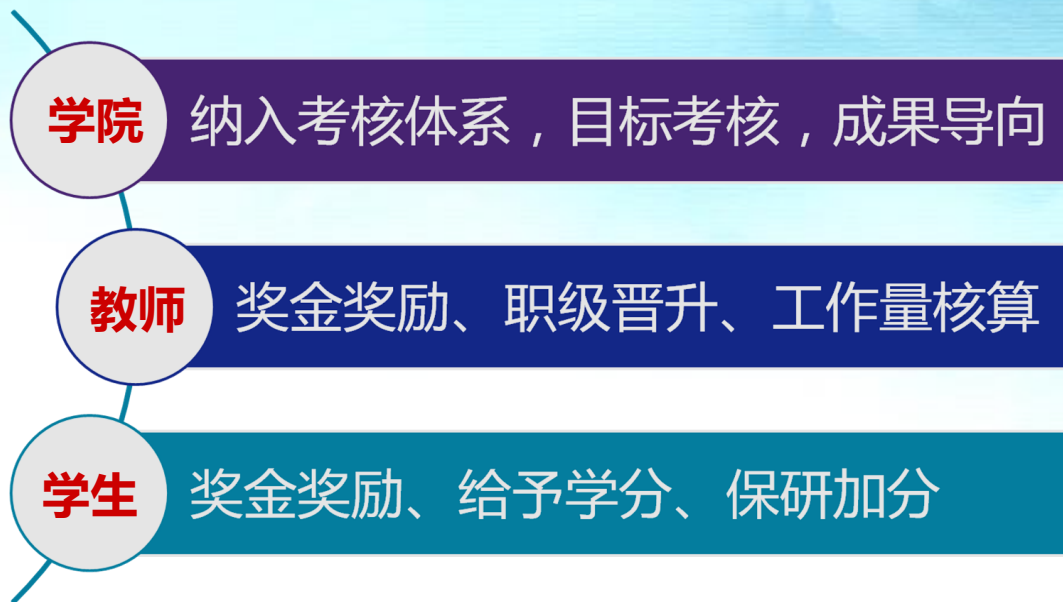 学院
纳入考核体系，目标考核，成果导向
教师
奖金奖励、职级晋升、工作量核算
学生
奖金奖励、给予学分、保研加分